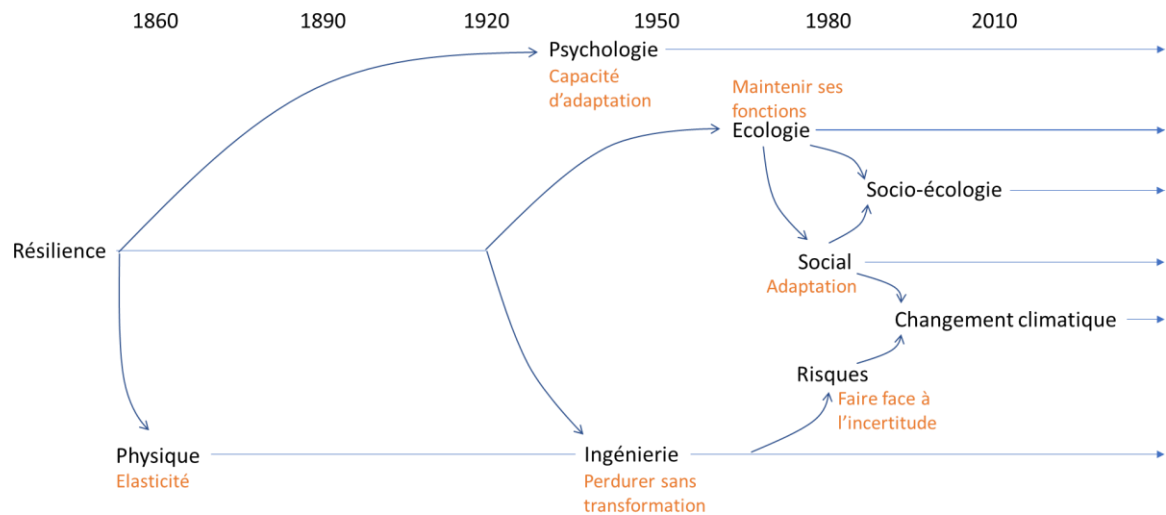 1860 1890 1920 1950 1980 2010
Psychologie
Capacité
d'adaptation
Maintenir ses
fonctions
Ecologie
Socio-écologie
Résilience
Social
Adaptation
Changement climatique
Risques
Faire face à
l'incertitude
Physique
Elasticité
Ingénierie
Perdurer sans
transformation